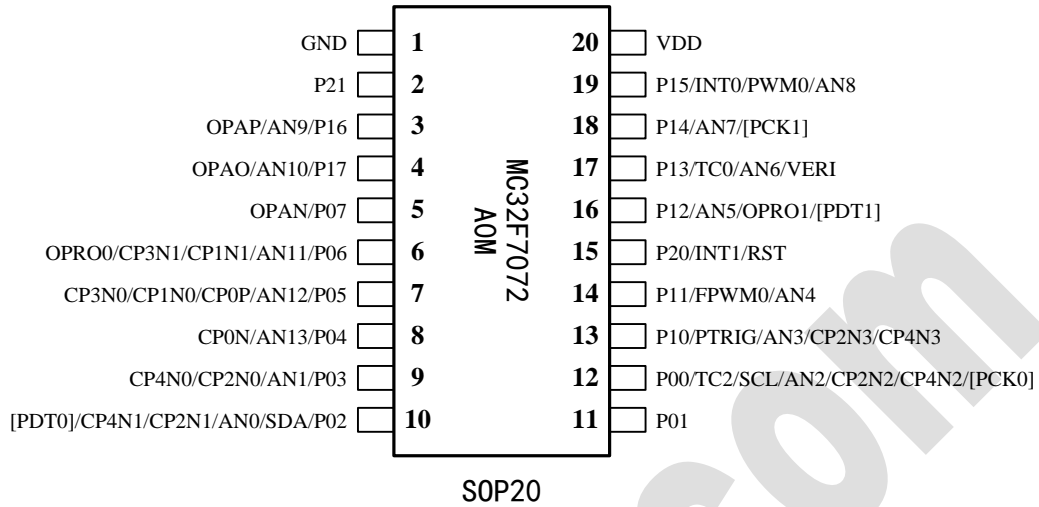 GND 1 20 VDD
P21 2 19 P15/INT0/PWM0/AN8
OPAP/AN9/P16 3 18 P14/AN7/[PCK1]
OPAO/AN10/P17 4 17 P13/TC0/AN6/VERI
OPAN/P07 5 16 P12/AN5/OPRO1/[PDT1]
OPRO0/CP3N1/CP1N1/AN11/P06 6 15 P20/INT1/RST
CP3N0/CP1N0/CP0P/AN12/P05 7 14 P11/FPWM0/AN4
CP0N/AN13/P04 8 13 P10/PTRIG/AN3/CP2N3/CP4N3
CP4N0/CP2N0/AN1/P03 9 12 P00/TC2/SCL/AN2/CP2N2/CP4N2/[PCK0]
[PDT0]/CP4N1/CP2N1/AN0/SDA/P02 10 11 P01
MC32F7072
A0M
SOP20
com